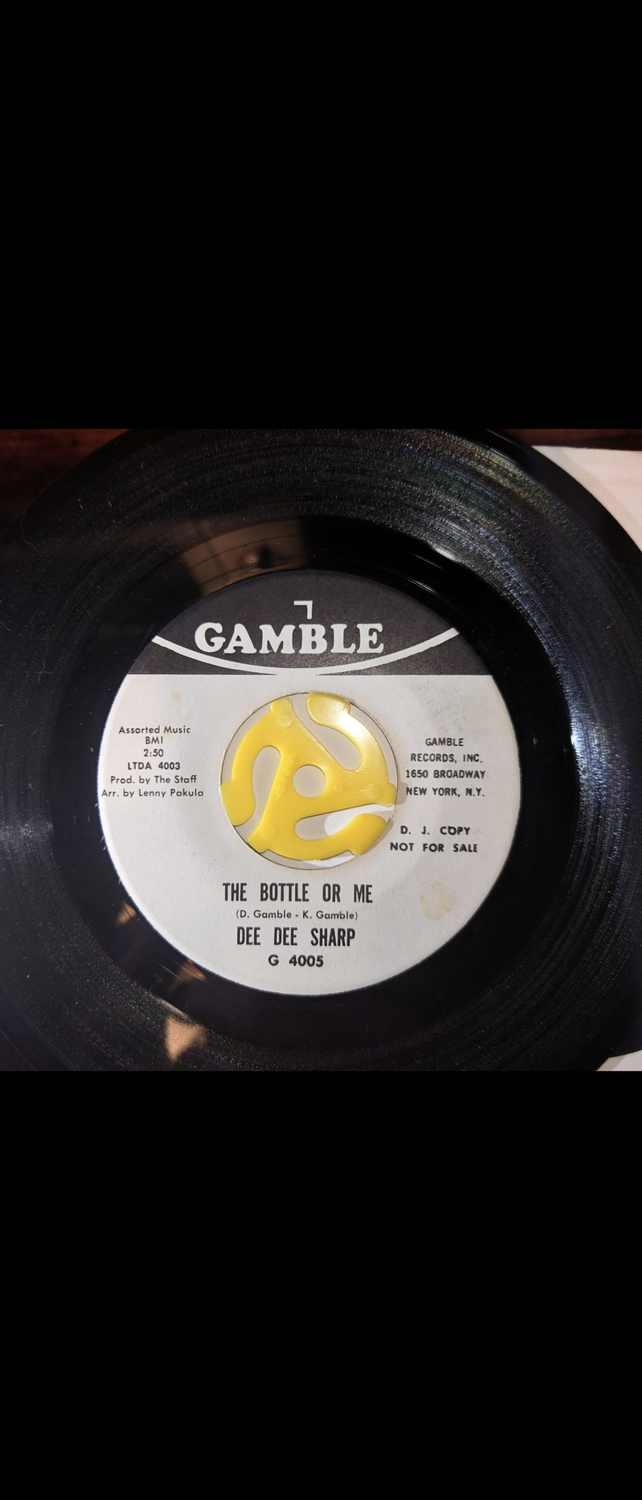 GAMBLE
Assorted Music
BMI
2:50
LTDA 4003
Prod. by The Staff
Arr. by Lenny Pakula
GAMBLE
RECORDS, INC.
1650 BROADWAY
NEW YORK, N.Y.
D. J. COPY
NOT FOR SALE
THE BOTTLE OR ME
(D. Gamble - K. Gamble)
DEE DEE SHARP
G 4005